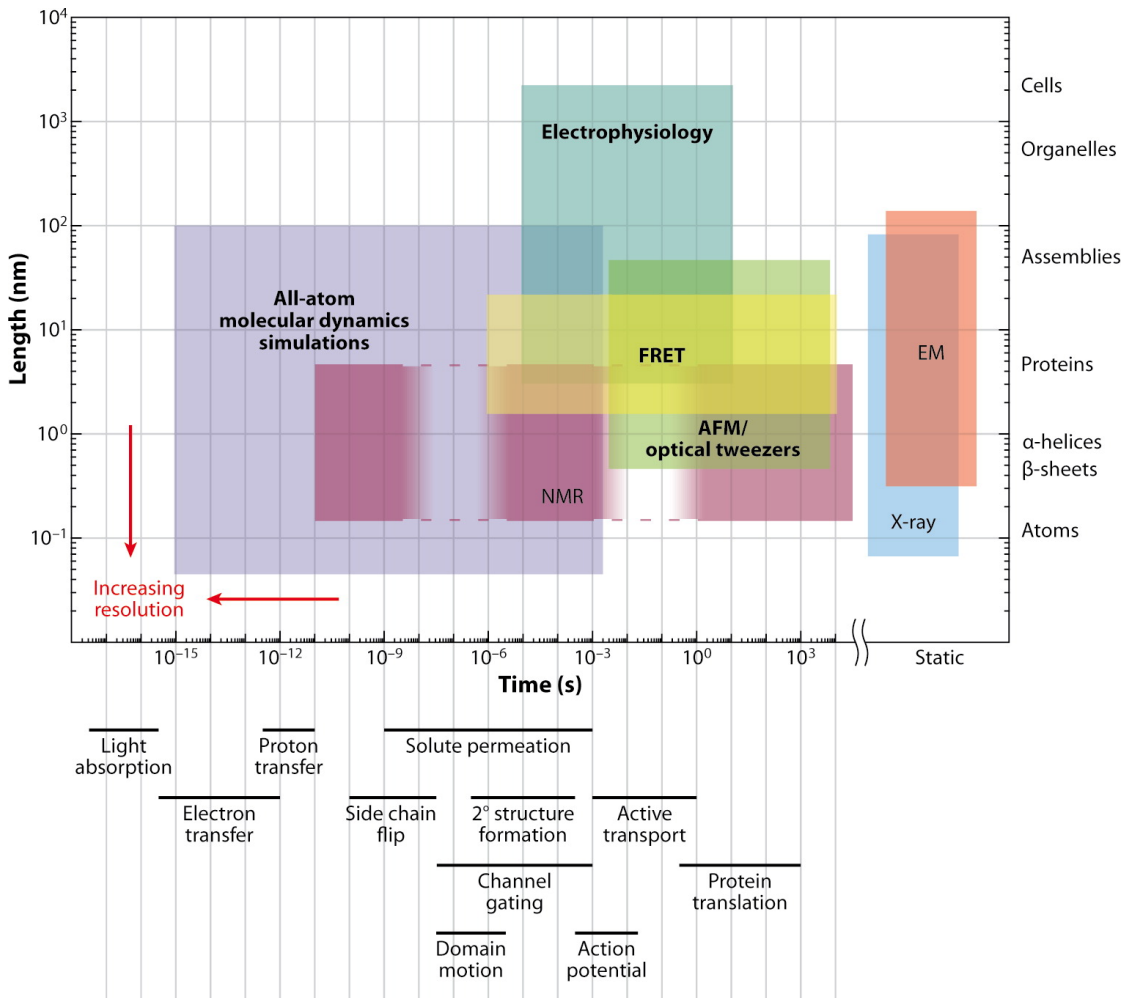 10⁴
Cells
10³
Electrophysiology
Organelles
10²
Assemblies
Length (nm)
All-atom
molecular dynamics
simulations
10¹
FRET
EM
Proteins
10⁰
AFM/
optical tweezers
α-helices
β-sheets
NMR
X-ray
10⁻¹
Atoms
Increasing
resolution
10⁻¹⁵ 10⁻¹² 10⁻⁹ 10⁻⁶ 10⁻³ 10⁰ 10³ Static
Time (s)
Light
absorption
Proton
transfer
Solute permeation
Electron
transfer
Side chain
flip
2° structure
formation
Active
transport
Channel
gating
Protein
translation
Domain
motion
Action
potential